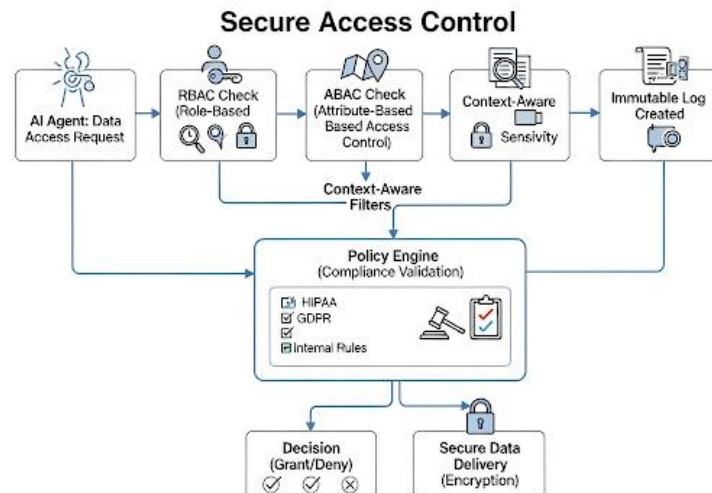 Secure Access Control
AI Agent: Data
Access Request
RBAC Check
(Role-Based
ABAC Check
(Attribute-Based
Based Access
Control)
Context-Aware
Sensivity
Immutable Log
Created
Context-Aware
Filters
Policy Engine
(Compliance Validation)
HIPAA
GDPR
Internal Rules
Decision
(Grant/Deny)
Secure Data
Delivery
(Encryption)